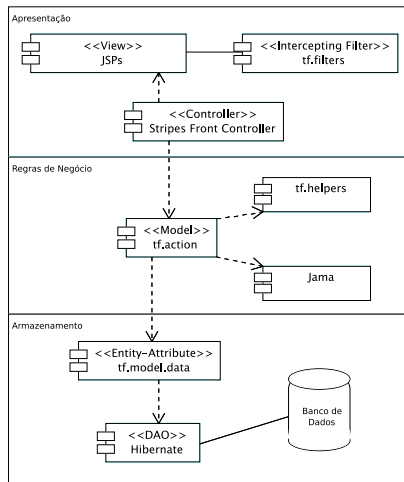 Apresentação
<<View>>
JSPs
<<Intercepting Filter>>
tf.filters
<<Controller>>
Stripes Front Controller
Regras de Negócio
tf.helpers
<<Model>>
tf.action
Jama
Armazenamento
<<Entity-Attribute>>
tf.model.data
<<DAO>>
Hibernate
Banco de
Dados